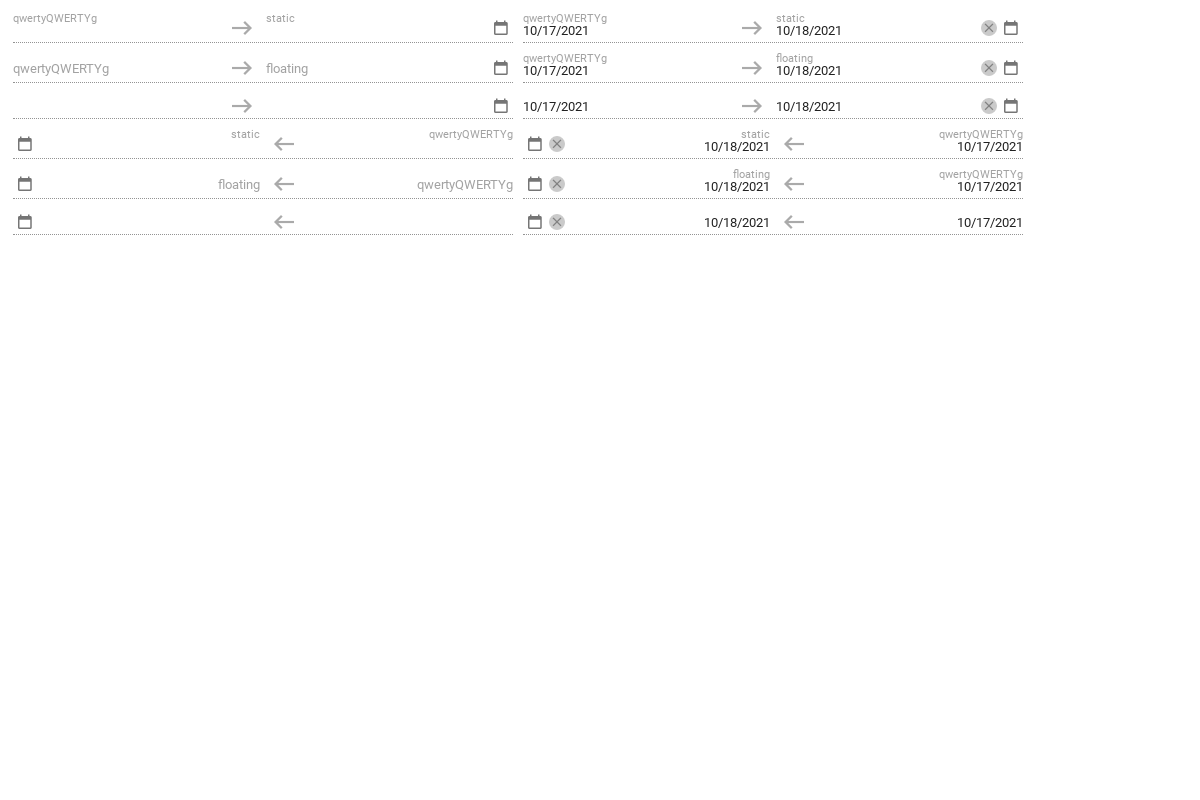 qwertyQWERTYg static qwertyQWERTYg static
10/17/2021 10/18/2021
qwertyQWERTYg floating qwertyQWERTYg floating
10/17/2021 10/18/2021
10/17/2021 10/18/2021
static qwertyQWERTYg static qwertyQWERTYg
10/18/2021 10/17/2021
floating qwertyQWERTYg floating qwertyQWERTYg
10/18/2021 10/17/2021
10/18/2021 10/17/2021